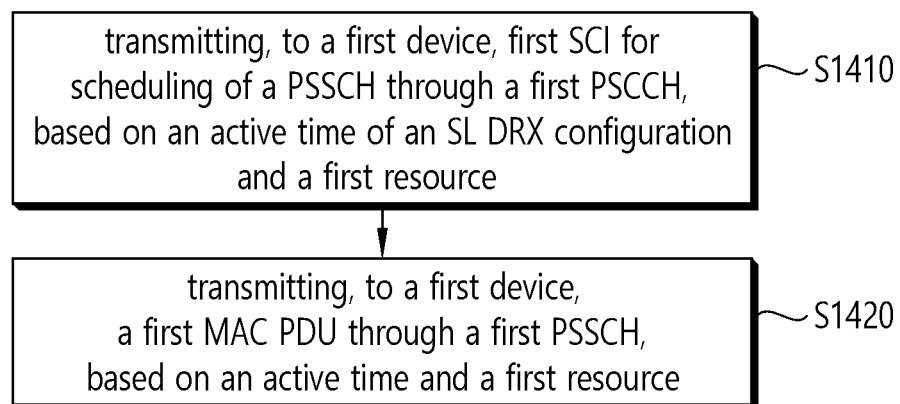 transmitting, to a first device, first SCI for
scheduling of a PSSCH through a first PSCCH,
based on an active time of an SL DRX configuration
and a first resource
S1410
transmitting, to a first device,
a first MAC PDU through a first PSSCH,
based on an active time and a first resource
S1420